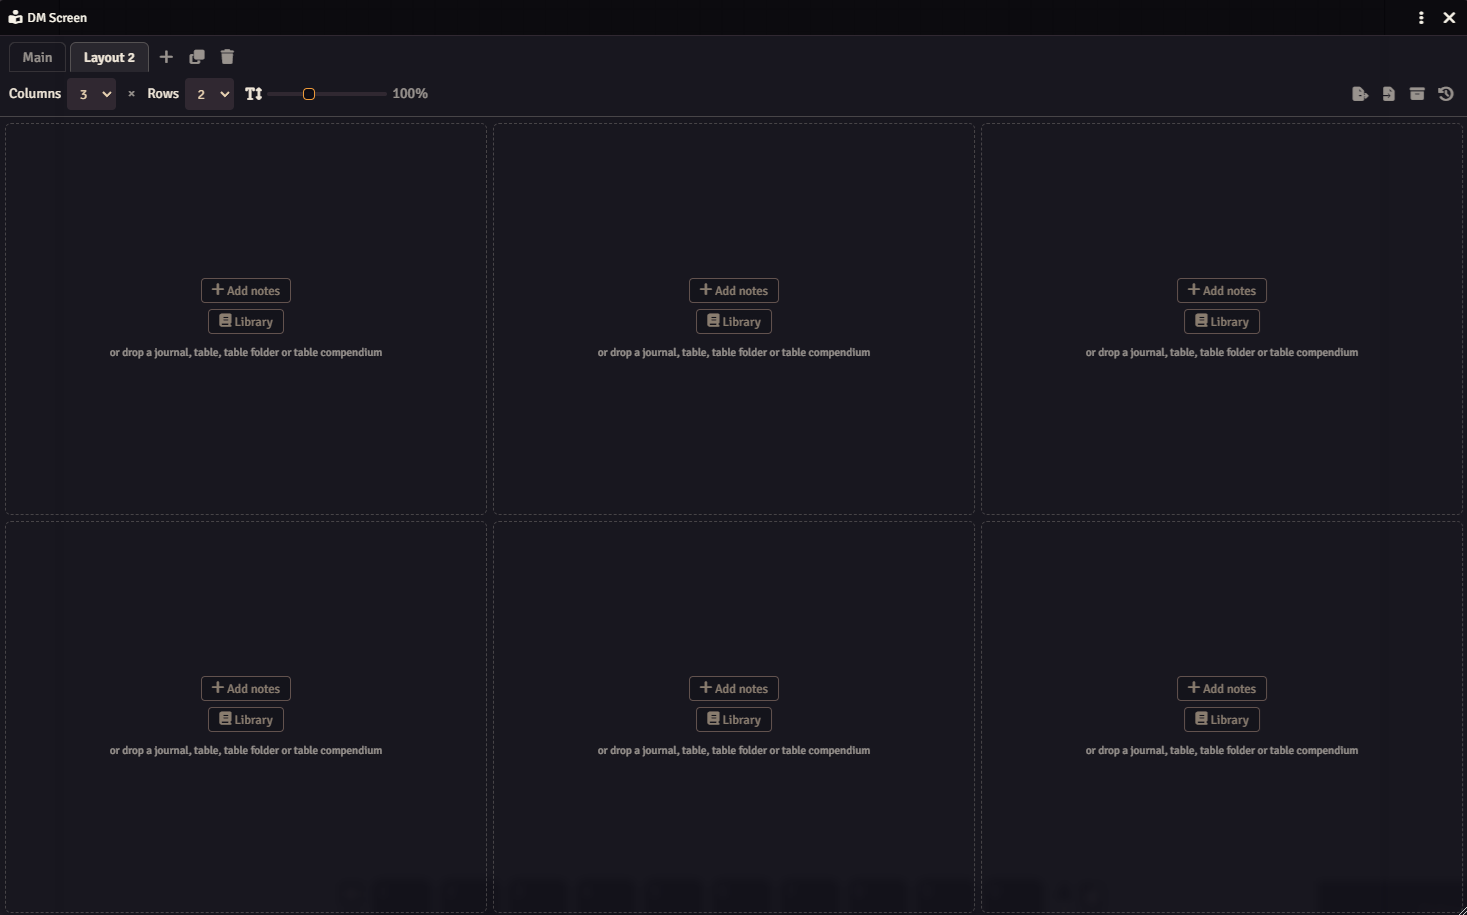 DM Screen
Main
Layout 2
Columns 3 × Rows 2 100%
Add notes
Library
or drop a journal, table, table folder or table compendium
Add notes
Library
or drop a journal, table, table folder or table compendium
Add notes
Library
or drop a journal, table, table folder or table compendium
Add notes
Library
or drop a journal, table, table folder or table compendium
Add notes
Library
or drop a journal, table, table folder or table compendium
Add notes
Library
or drop a journal, table, table folder or table compendium